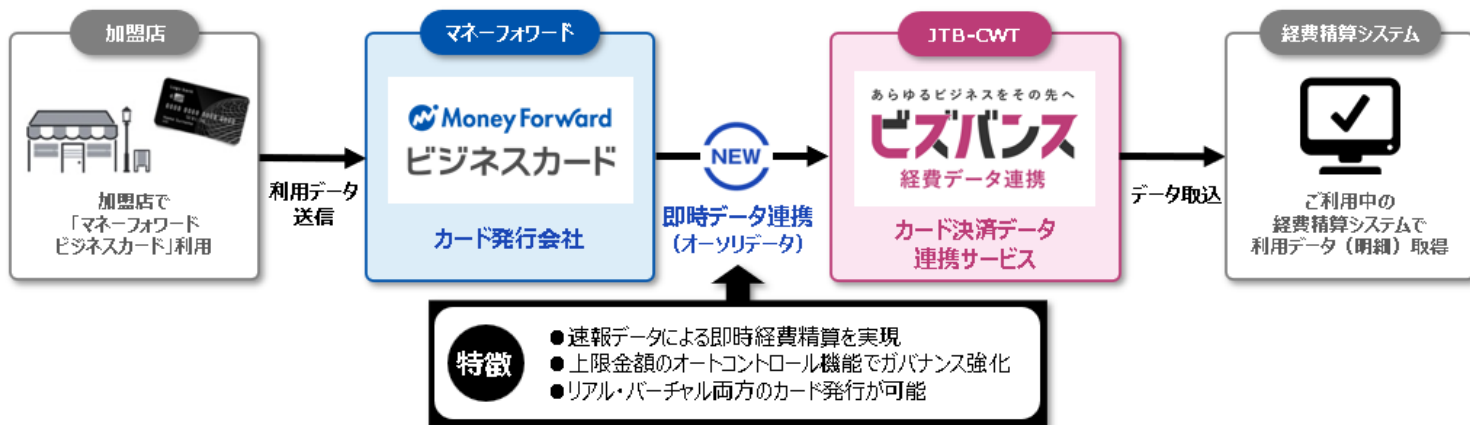 加盟店
加盟店で
「マネーフォワード
ビジネスカード」利用
利用データ
送信
マネーフォワード
Money Forward
ビジネスカード
カード発行会社
NEW
即時データ連携
（オーソリデータ）
JTB-CWT
あらゆるビジネスをその先へ
ビズバンス
経費データ連携
カード決済データ
連携サービス
データ取込
経費精算システム
ご利用中の
経費精算システムで
利用データ（明細）取得
特徴
●速報データによる即時経費精算を実現
●上限金額のオートコントロール機能でガバナンス強化
●リアル・バーチャル両方のカード発行が可能